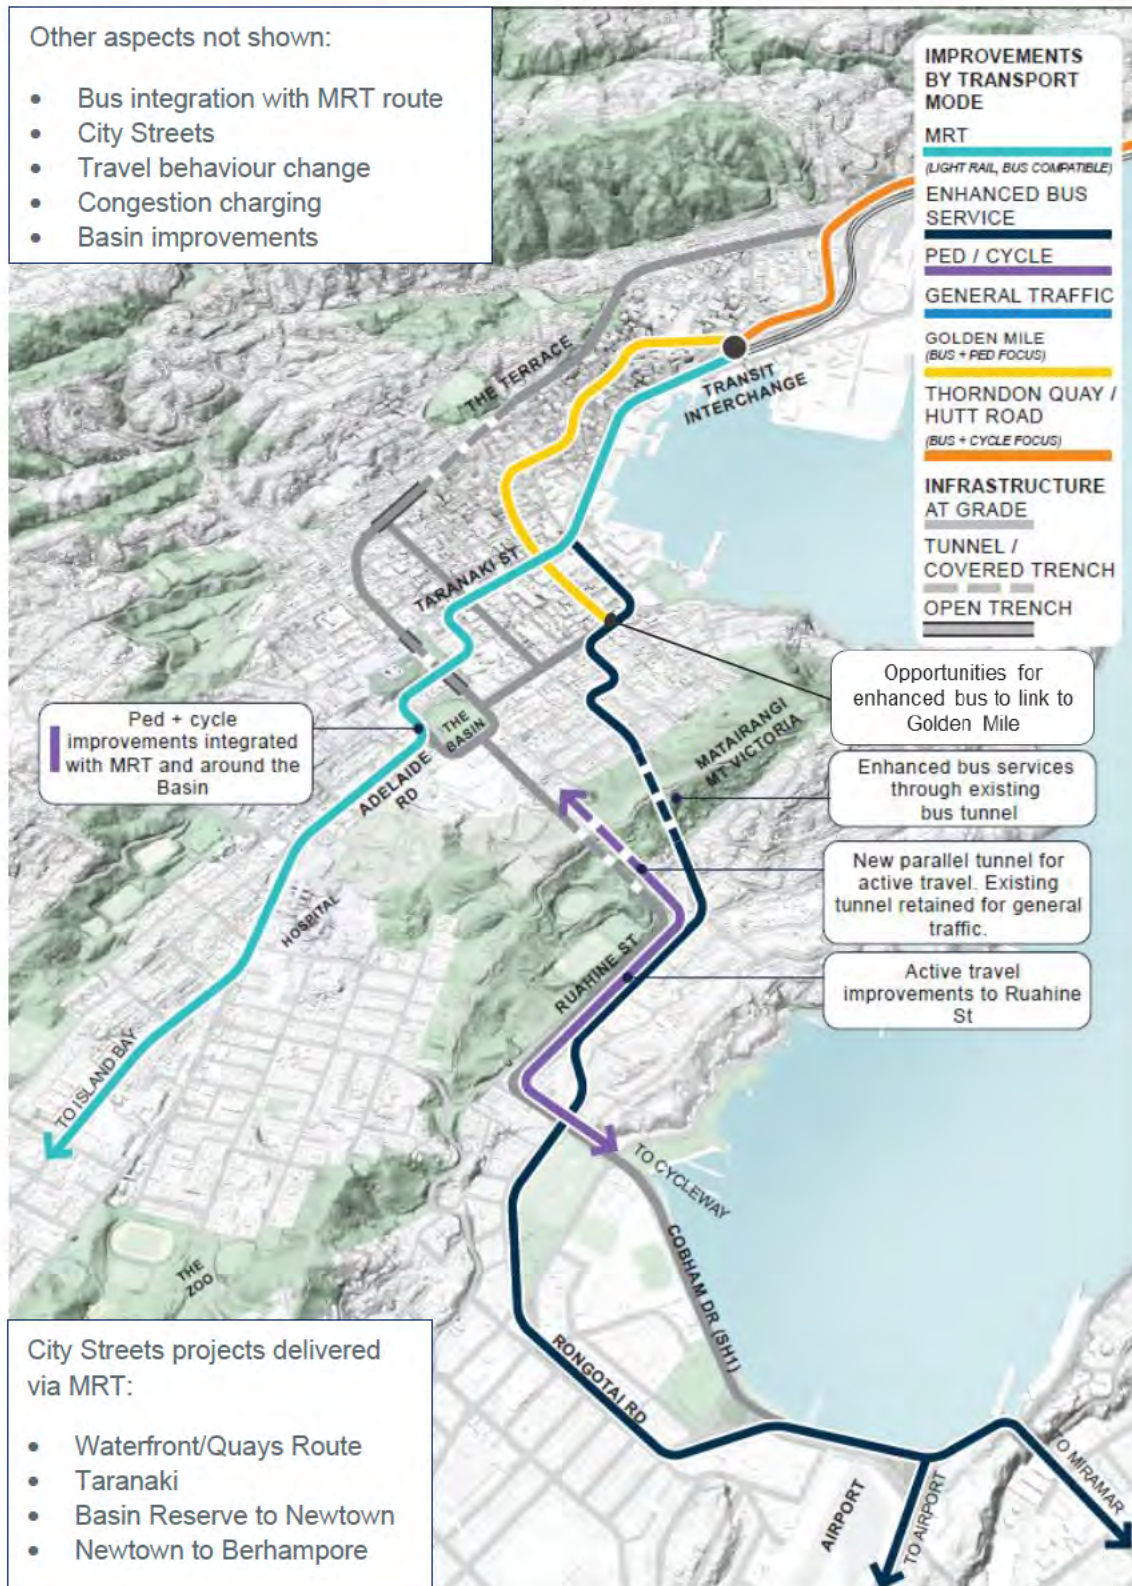 Other aspects not shown:
• Bus integration with MRT route
• City Streets
• Travel behaviour change
• Congestion charging
• Basin improvements
IMPROVEMENTS
BY TRANSPORT
MODE
MRT
(LIGHT RAIL, BUS COMPATIBLE)
ENHANCED BUS
SERVICE
PED / CYCLE
GENERAL TRAFFIC
GOLDEN MILE
(BUS + PED FOCUS)
THORNDON QUAY /
HUTT ROAD
(BUS + CYCLE FOCUS)
INFRASTRUCTURE
AT GRADE
TUNNEL /
COVERED TRENCH
OPEN TRENCH
THE TERRACE
TRANSIT
INTERCHANGE
TARANAKI ST
Opportunities for
enhanced bus to link to
Golden Mile
Ped + cycle
improvements integrated
with MRT and around the
Basin
THE
BASIN
MATAIRANGI
MT VICTORIA
ADELAIDE
RD
Enhanced bus services
through existing
bus tunnel
New parallel tunnel for
active travel. Existing
tunnel retained for general
traffic.
HOSPITAL
RUAHINE ST
Active travel
improvements to Ruahine
St
TO ISLAND BAY
TO CYCLEWAY
COBHAM DR (SH1)
THE
ZOO
RONGOTAI RD
AIRPORT
TO AIRPORT
TO MIRAMAR
City Streets projects delivered
via MRT:
• Waterfront/Quays Route
• Taranaki
• Basin Reserve to Newtown
• Newtown to Berhampore